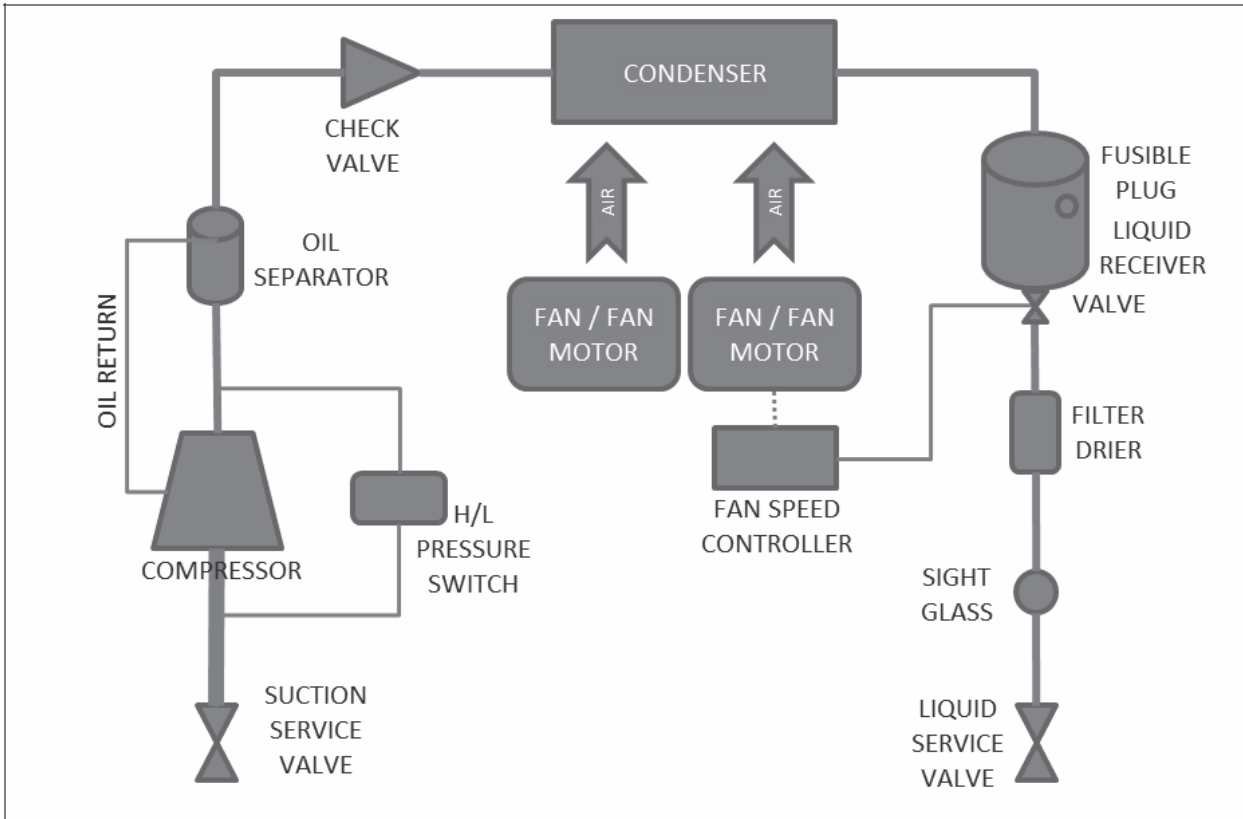 CONDENSER
CHECK
VALVE
FUSIBLE
PLUG
AIR
AIR
LIQUID
RECEIVER
OIL
SEPARATOR
VALVE
FAN / FAN
MOTOR
FAN / FAN
MOTOR
OIL RETURN
FILTER
DRIER
FAN SPEED
CONTROLLER
H/L
PRESSURE
SWITCH
COMPRESSOR
SIGHT
GLASS
SUCTION
SERVICE
VALVE
LIQUID
SERVICE
VALVE